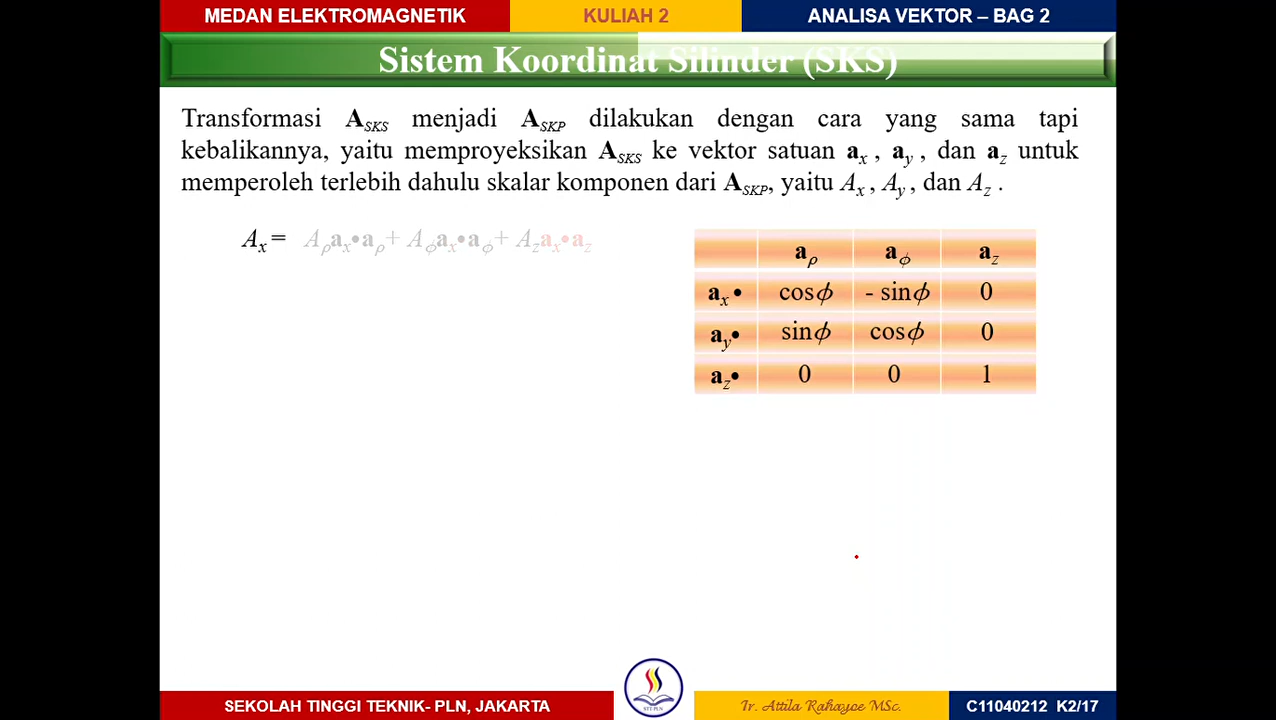 MEDAN ELEKTROMAGNETIK KULIAH 2 ANALISA VEKTOR – BAG 2
Sistem Koordinat Silinder (SKS)
Transformasi A_SKS menjadi A_SKP dilakukan dengan cara yang sama tapi
kebalikannya, yaitu memproyeksikan A_SKS ke vektor satuan a_x , a_y , dan a_z untuk
memperoleh terlebih dahulu skalar komponen dari A_SKP, yaitu A_x , A_y , dan A_z .
A_x = A_ρa_x•a_ρ+ A_ϕa_x•a_ϕ+ A_za_x•a_z
a_ρ a_ϕ a_z
a_x • cosϕ - sinϕ 0
a_y• sinϕ cosϕ 0
a_z• 0 0 1
STT PLN
SEKOLAH TINGGI TEKNIK- PLN, JAKARTA Ir. Attila Rahayoe MSc. C11040212 K2/17